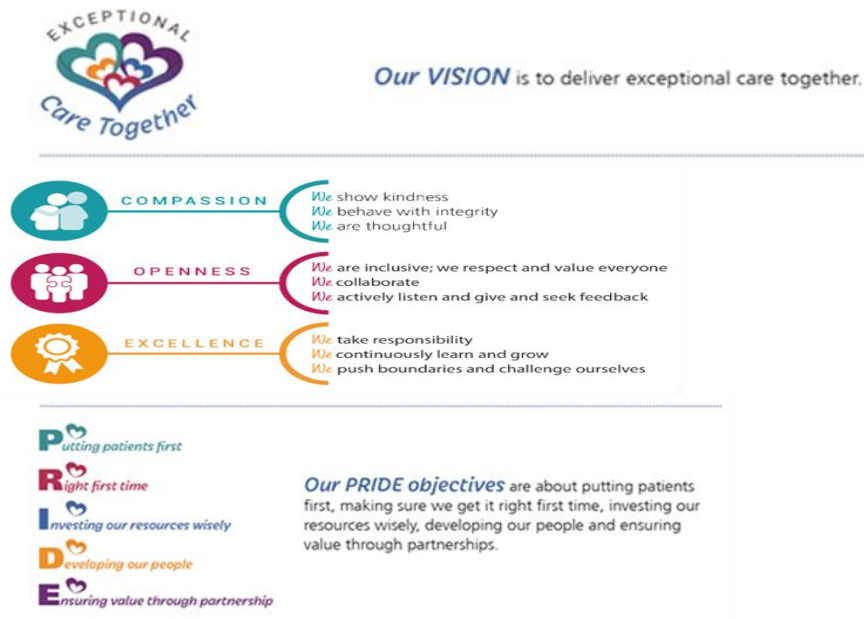 EXCEPTIONAL
Care Together
Our VISION is to deliver exceptional care together.
COMPASSION
We show kindness
We behave with integrity
We are thoughtful
OPENNESS
We are inclusive; we respect and value everyone
We collaborate
We actively listen and give and seek feedback
EXCELLENCE
We take responsibility
We continuously learn and grow
We push boundaries and challenge ourselves
Putting patients first
Right first time
Investing our resources wisely
Developing our people
Ensuring value through partnership
Our PRIDE objectives are about putting patients
first, making sure we get it right first time, investing our
resources wisely, developing our people and ensuring
value through partnerships.